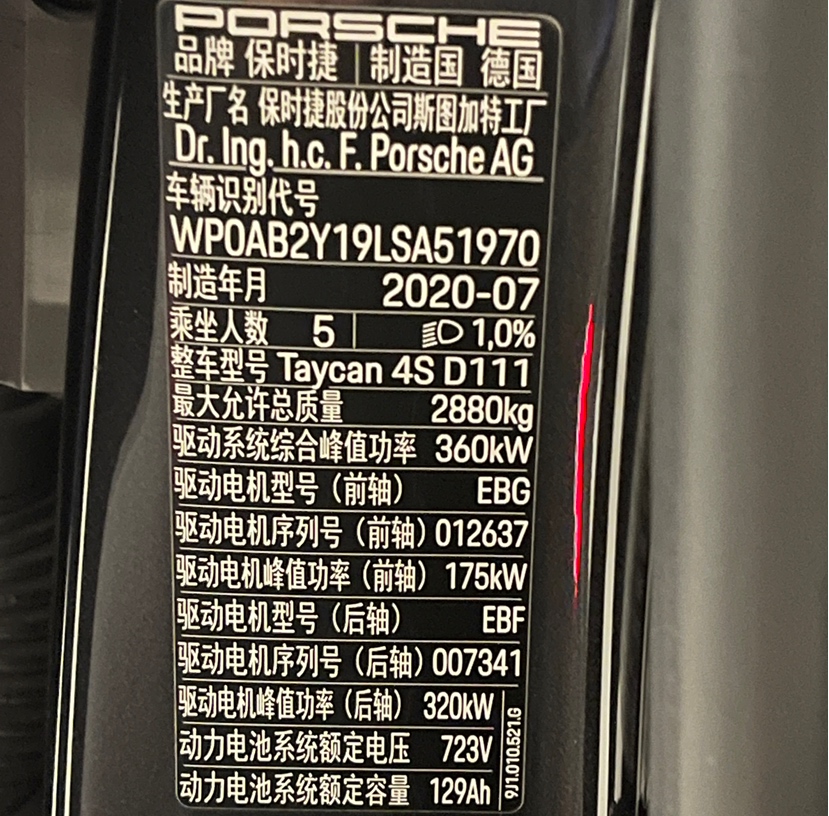 PORSCHE
品牌 保时捷 制造国 德国
生产厂名 保时捷股份公司斯图加特工厂
Dr. Ing. h.c. F. Porsche AG
车辆识别代号
WP0AB2Y19LSA51970
制造年月 2020-07
乘坐人数 5 1,0%
整车型号 Taycan 4S D111
最大允许总质量 2880kg
驱动系统综合峰值功率 360kW
驱动电机型号（前轴） EBG
驱动电机序列号（前轴）012637
驱动电机峰值功率（前轴） 175kW
驱动电机型号（后轴） EBF
驱动电机序列号（后轴）007341
驱动电机峰值功率（后轴） 320kW
动力电池系统额定电压 723V
动力电池系统额定容量 129Ah
9J1.010.521.G